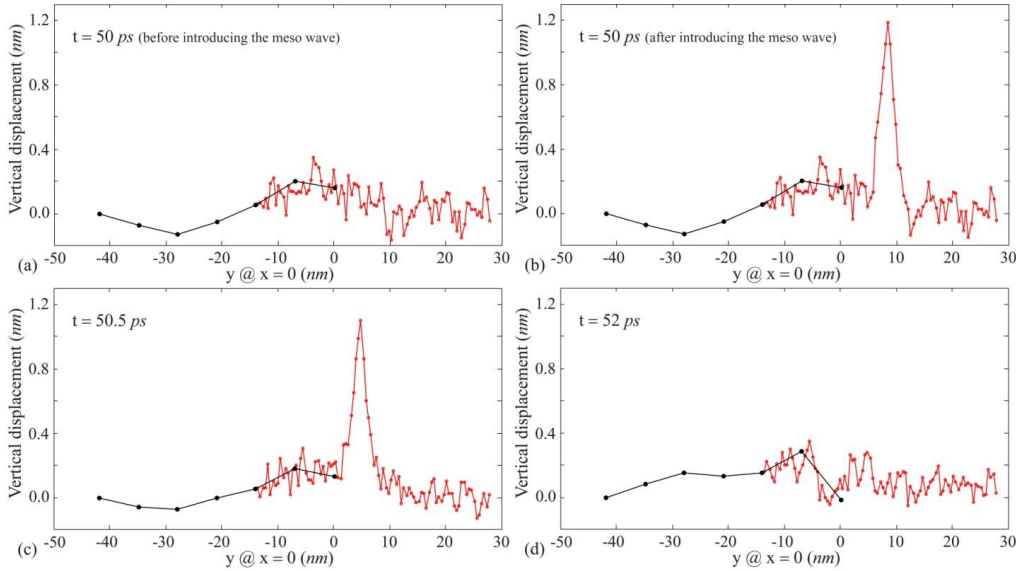 1.2
t = 50 ps (before introducing the meso wave)
Vertical displacement (nm)
0.8
0.4
0.0
(a)
-50 -40 -30 -20 -10 0 10 20 30
y @ x = 0 (nm)
1.2
t = 50 ps (after introducing the meso wave)
Vertical displacement (nm)
0.8
0.4
0.0
(b)
-50 -40 -30 -20 -10 0 10 20 30
y @ x = 0 (nm)
1.2
t = 50.5 ps
Vertical displacement (nm)
0.8
0.4
0.0
(c)
-50 -40 -30 -20 -10 0 10 20 30
y @ x = 0 (nm)
1.2
t = 52 ps
Vertical displacement (nm)
0.8
0.4
0.0
(d)
-50 -40 -30 -20 -10 0 10 20 30
y @ x = 0 (nm)